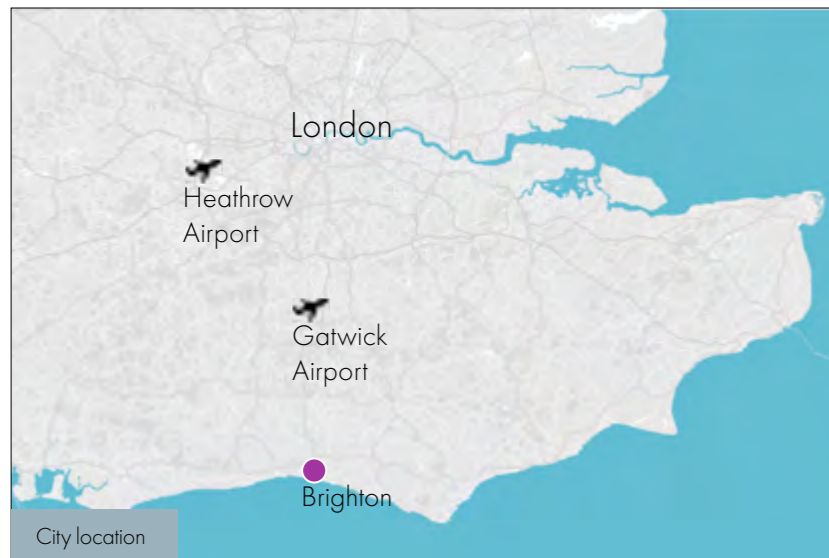 London
Heathrow
Airport
Gatwick
Airport
Brighton
City location